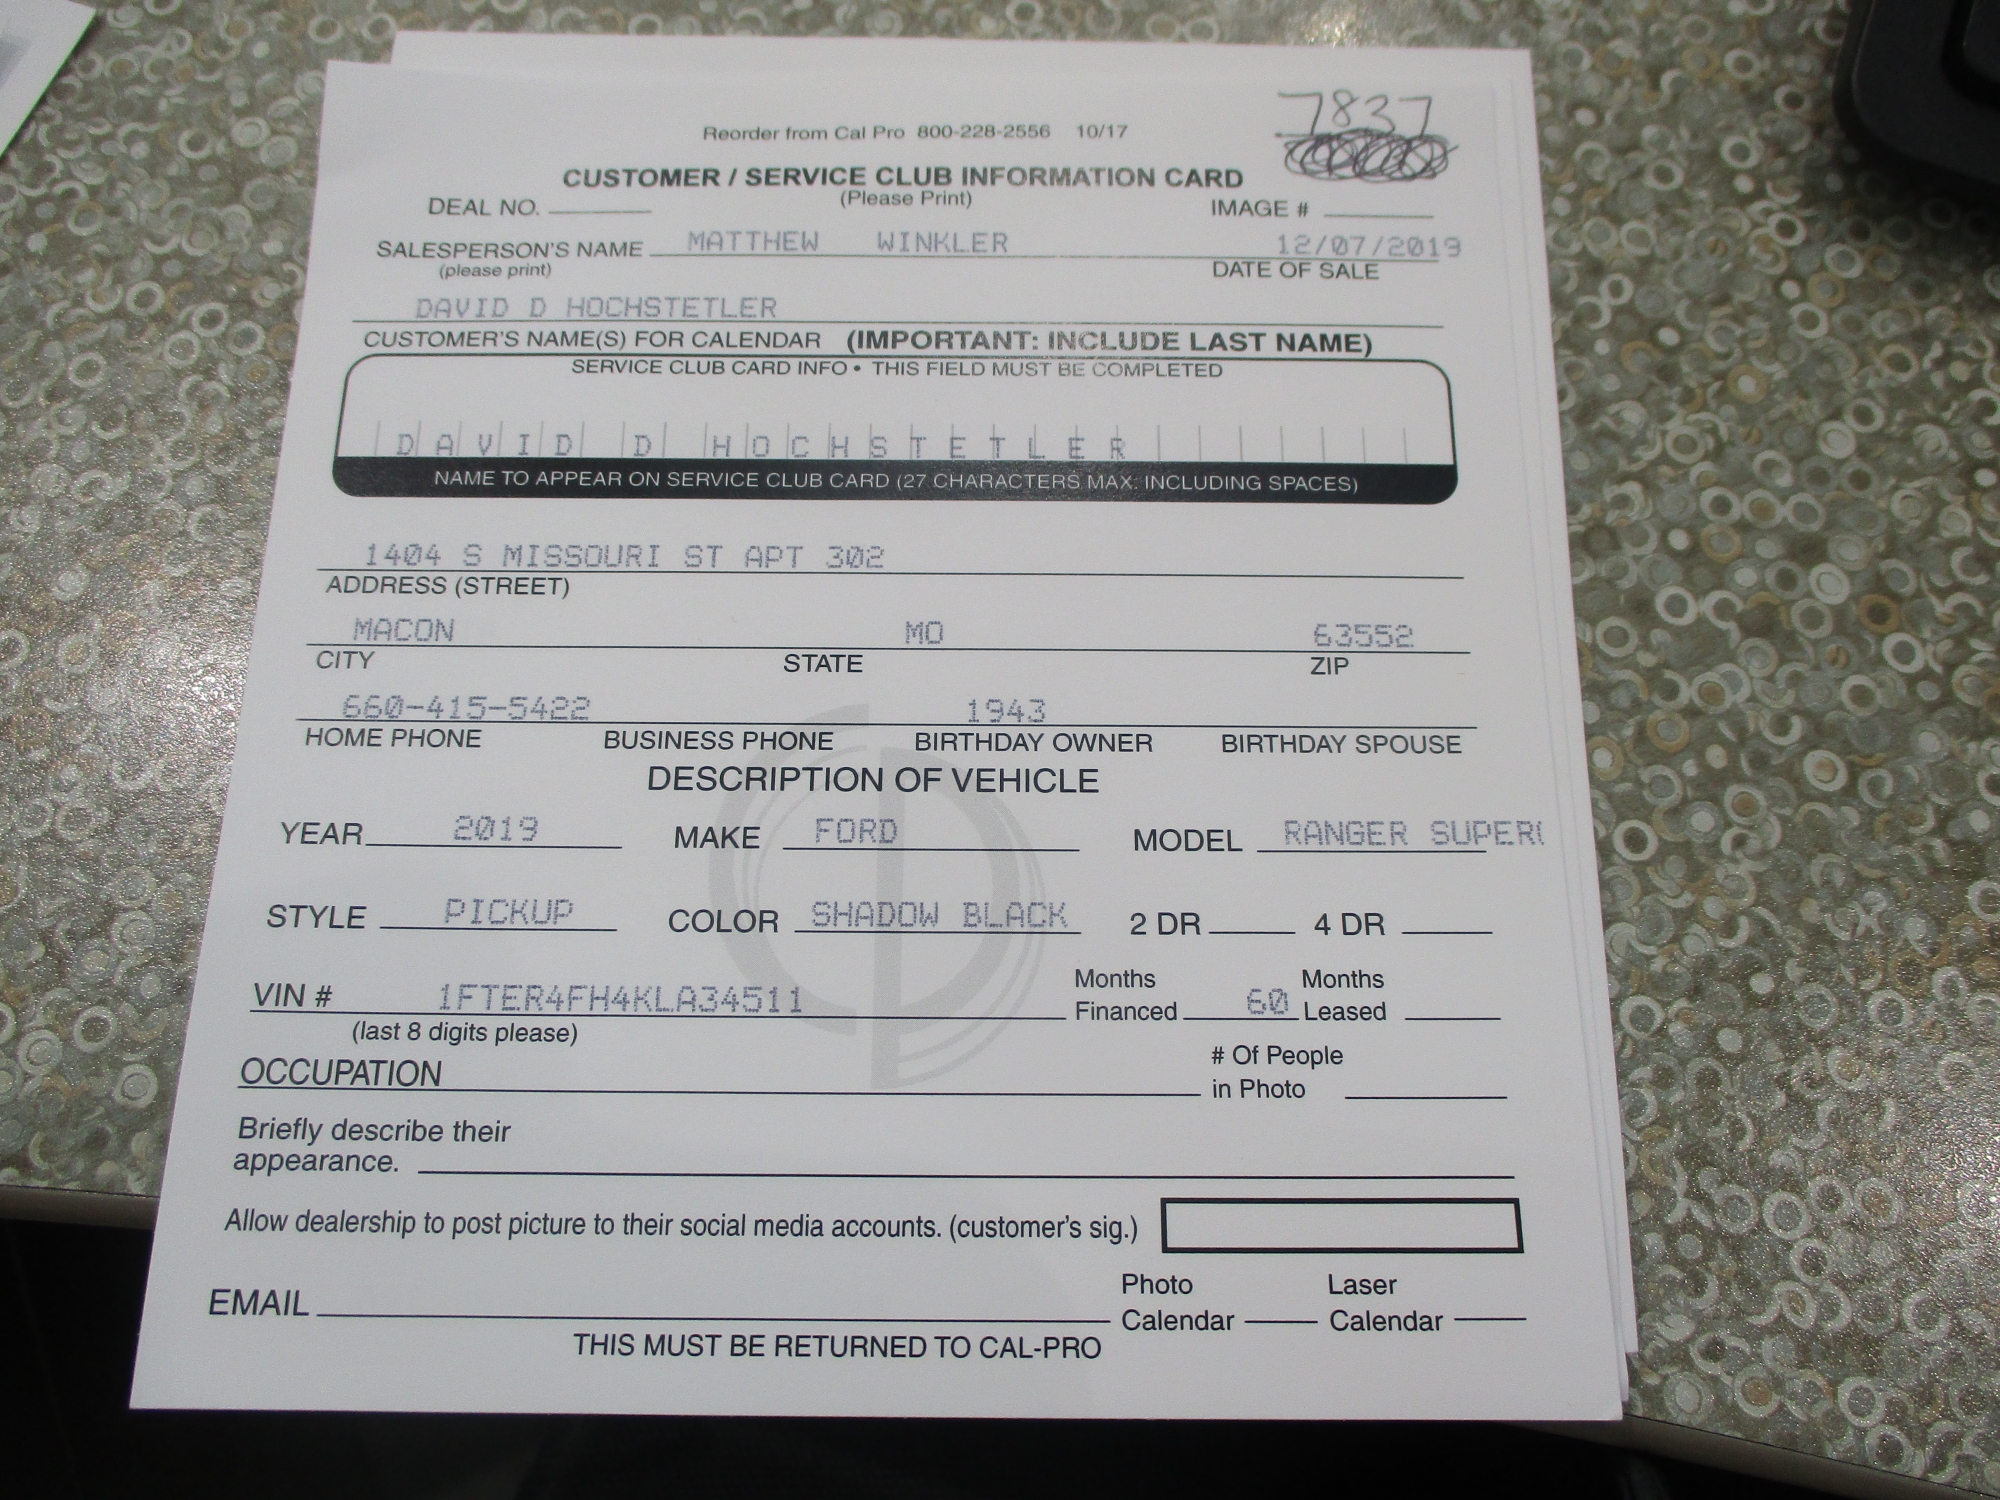 7837
Reorder from Cal Pro 800-228-2556 10/17
CUSTOMER / SERVICE CLUB INFORMATION CARD
(Please Print)
DEAL NO. IMAGE #
SALESPERSON'S NAME MATTHEW WINKLER 12/07/2019
(please print) DATE OF SALE
DAVID D HOCHSTETLER
CUSTOMER'S NAME(S) FOR CALENDAR (IMPORTANT: INCLUDE LAST NAME)
SERVICE CLUB CARD INFO • THIS FIELD MUST BE COMPLETED
DAVID D HOCHSTETLER
NAME TO APPEAR ON SERVICE CLUB CARD (27 CHARACTERS MAX. INCLUDING SPACES)
1404 S MISSOURI ST APT 302
ADDRESS (STREET)
MACON MO 63552
CITY STATE ZIP
660-415-5422 1943
HOME PHONE BUSINESS PHONE BIRTHDAY OWNER BIRTHDAY SPOUSE
DESCRIPTION OF VEHICLE
YEAR 2019 MAKE FORD MODEL RANGER SUPER
STYLE PICKUP COLOR SHADOW BLACK 2 DR 4 DR
Months Months
VIN # 1FTER4FH4KLA34511 Financed 60 Leased
(last 8 digits please)
# Of People
OCCUPATION in Photo
Briefly describe their
appearance.
Allow dealership to post picture to their social media accounts. (customer's sig.)
Photo Laser
EMAIL Calendar Calendar
THIS MUST BE RETURNED TO CAL-PRO